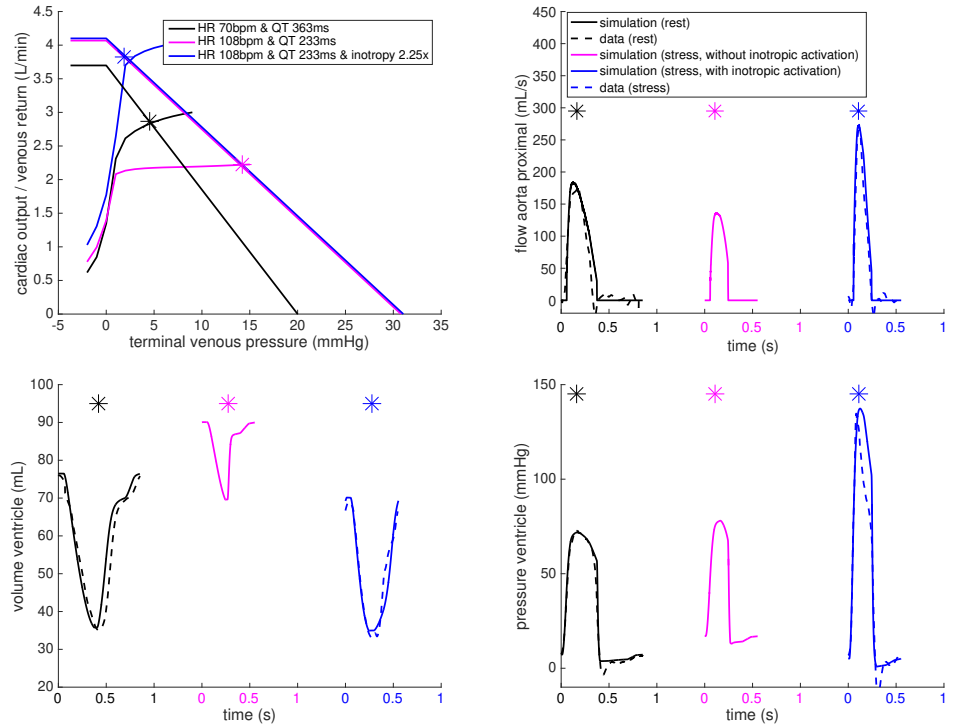 HR 70bpm & QT 363ms
HR 108bpm & QT 233ms
HR 108bpm & QT 233ms & inotropy 2.25x
cardiac output / venous return (L/min)
4.5
4
3.5
3
2.5
2
1.5
1
0.5
0
-5 0 5 10 15 20 25 30 35
terminal venous pressure (mmHg)
simulation (rest)
data (rest)
simulation (stress, without inotropic activation)
simulation (stress, with inotropic activation)
data (stress)
flow aorta proximal (mL/s)
450
400
350
300
250
200
150
100
50
0
0 0.5 1 0 0.5 1 0 0.5 1
time (s)
volume ventricle (mL)
100
90
80
70
60
50
40
30
20
0 0.5 1 0 0.5 1 0 0.5 1
time (s)
pressure ventricle (mmHg)
150
100
50
0
0 0.5 1 0 0.5 1 0 0.5 1
time (s)